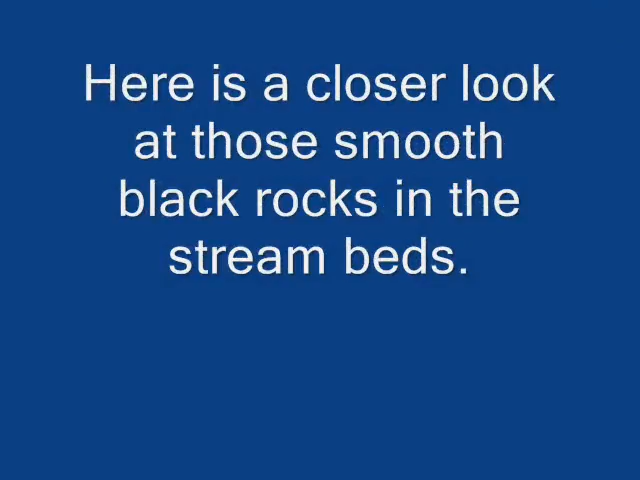 Here is a closer look
at those smooth
black rocks in the
stream beds.